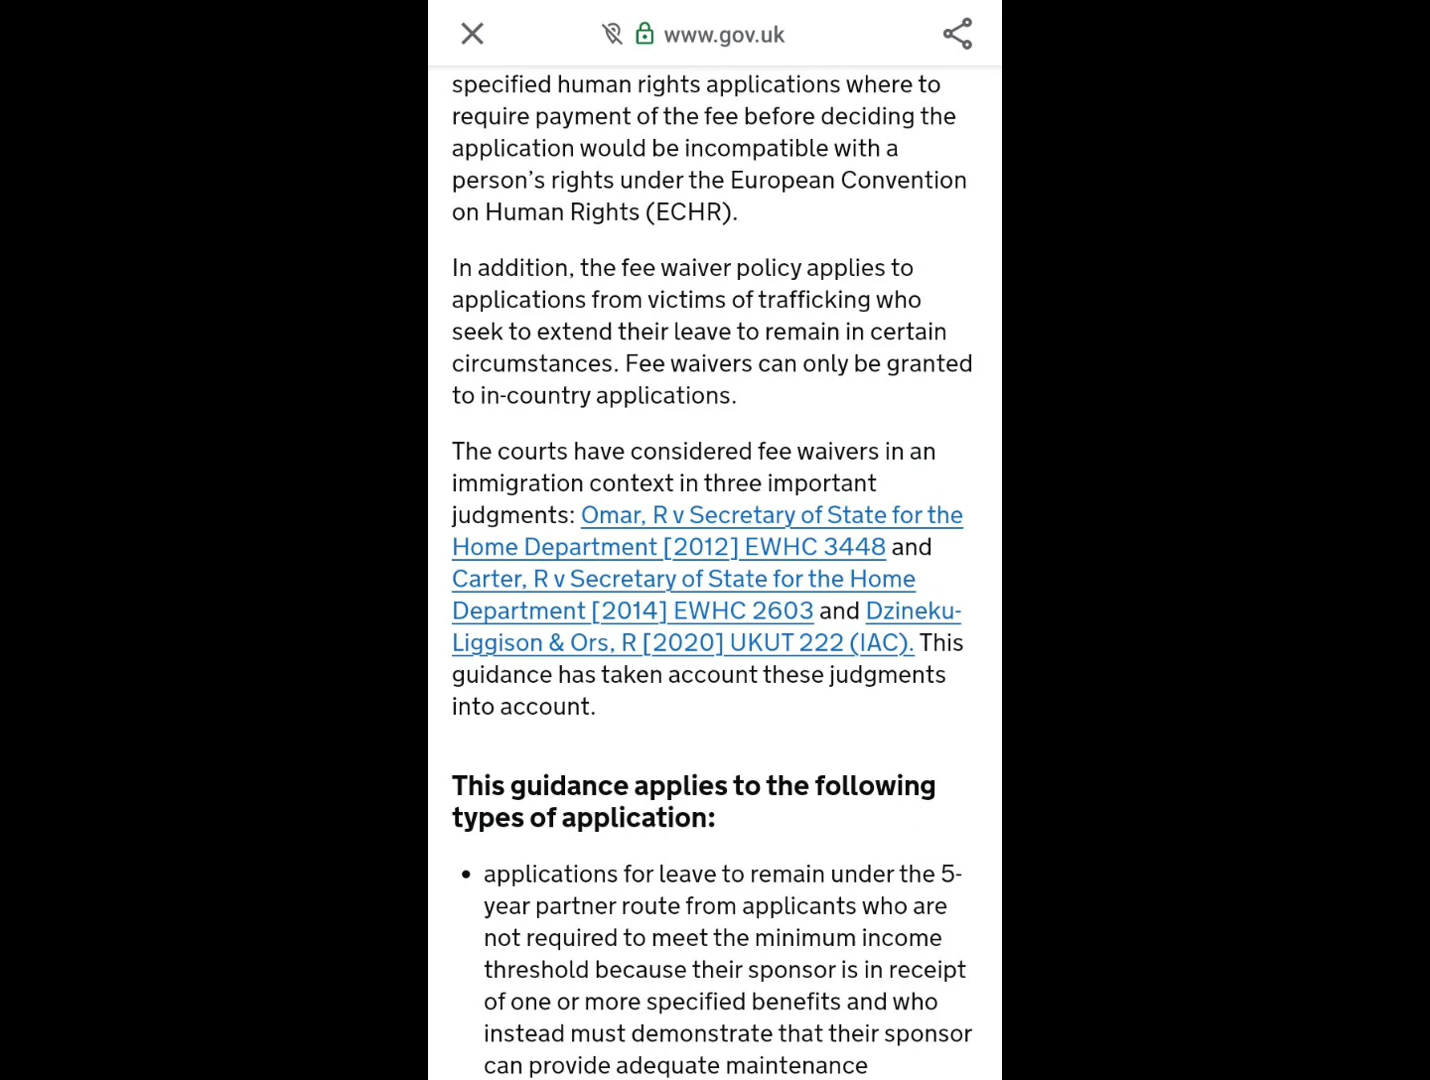 www.gov.uk
specified human rights applications where to
require payment of the fee before deciding the
application would be incompatible with a
person’s rights under the European Convention
on Human Rights (ECHR).
In addition, the fee waiver policy applies to
applications from victims of trafficking who
seek to extend their leave to remain in certain
circumstances. Fee waivers can only be granted
to in-country applications.
The courts have considered fee waivers in an
immigration context in three important
judgments: Omar, R v Secretary of State for the
Home Department [2012] EWHC 3448 and
Carter, R v Secretary of State for the Home
Department [2014] EWHC 2603 and Dzineku-
Liggison & Ors, R [2020] UKUT 222 (IAC). This
guidance has taken account these judgments
into account.
This guidance applies to the following
types of application:
• applications for leave to remain under the 5-
year partner route from applicants who are
not required to meet the minimum income
threshold because their sponsor is in receipt
of one or more specified benefits and who
instead must demonstrate that their sponsor
can provide adequate maintenance